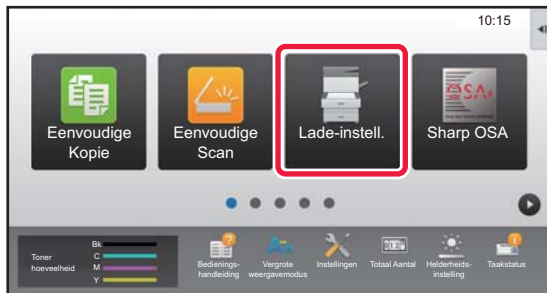 10:15
Eenvoudige
Kopie
Eenvoudige
Scan
Lade-instell.
Sharp OSA
Toner
hoeveelheid
Bk
C
M
Y
Bedienings-
handleiding
Vergrote
weergavemodus
Instellingen
Totaal Aantal
Helderheids-
instelling
Taakstatus